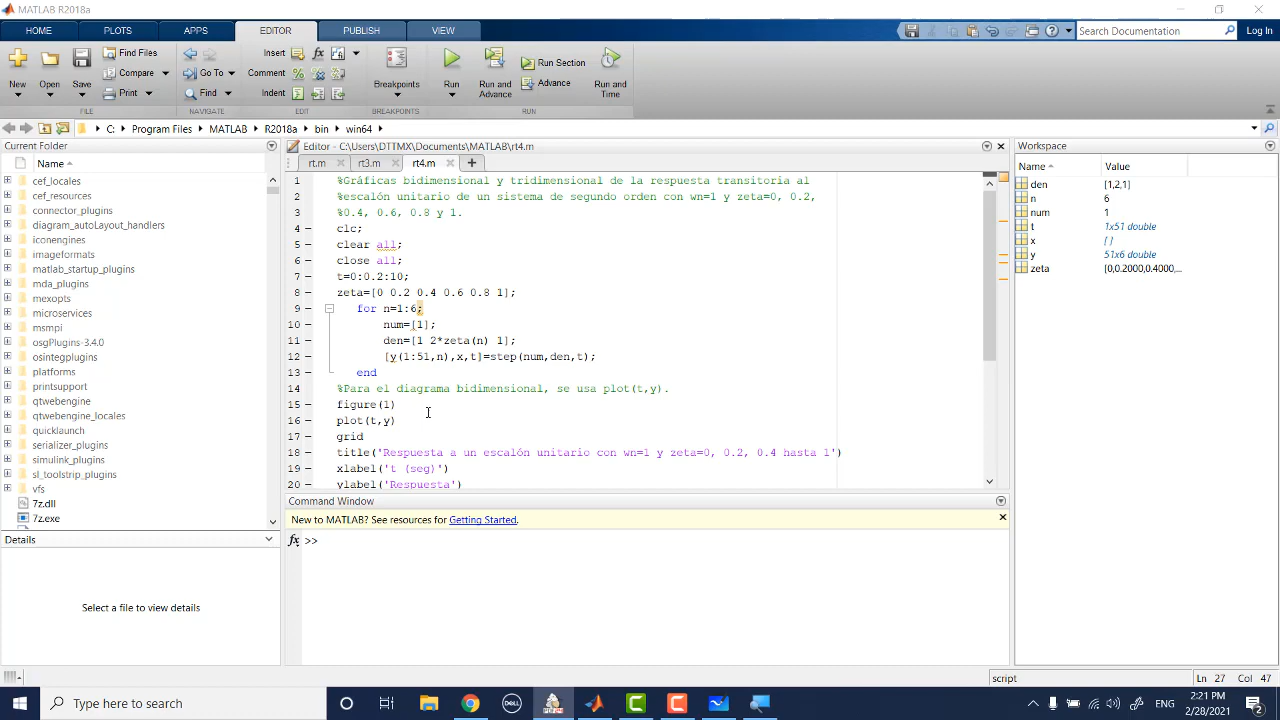 MATLAB R2018a
HOME PLOTS APPS EDITOR PUBLISH VIEW Search Documentation Log In
New Open Save Find Files Compare Print Go To Find Insert Comment Indent fx Breakpoints Run Run and Advance Run Section Advance Run and Time
FILE NAVIGATE EDIT BREAKPOINTS RUN
C: Program Files MATLAB R2018a bin win64
Current Folder
Name
cef_locales
cef_resources
connector_plugins
diagram_autoLayout_handlers
iconengines
imageformats
matlab_startup_plugins
mda_plugins
mexopts
microservices
msmpi
osgPlugins-3.4.0
osintegplugins
platforms
printsupport
qtwebengine
qtwebengine_locales
quicklaunch
serializer_plugins
simulink_plugins
sl_toolstrip_plugins
vfs
7z.dll
7z.exe
Details
Select a file to view details
Editor - C:\Users\DTTMX\Documents\MATLAB\rt4.m
rt.m rt3.m rt4.m
1 %Gráficas bidimensional y tridimensional de la respuesta transitoria al
2 %escalón unitario de un sistema de segundo orden con wn=1 y zeta=0, 0.2,
3 %0.4, 0.6, 0.8 y 1.
4 clc;
5 clear all;
6 close all;
7 t=0:0.2:10;
8 zeta=[0 0.2 0.4 0.6 0.8 1];
9 for n=1:6;
10 num=[1];
11 den=[1 2*zeta(n) 1];
12 [y(1:51,n),x,t]=step(num,den,t);
13 end
14 %Para el diagrama bidimensional, se usa plot(t,y).
15 figure(1)
16 plot(t,y)
17 grid
18 title('Respuesta a un escalón unitario con wn=1 y zeta=0, 0.2, 0.4 hasta 1')
19 xlabel('t (seg)')
20 ylabel('Respuesta')
Command Window
New to MATLAB? See resources for Getting Started.
fx >>
Workspace
Name Value
den [1,2,1]
n 6
num 1
t 1x51 double
x []
y 51x6 double
zeta [0,0.2000,0.4000,...
script Ln 27 Col 47
Type here to search
DELL
2:21 PM
2/28/2021
2